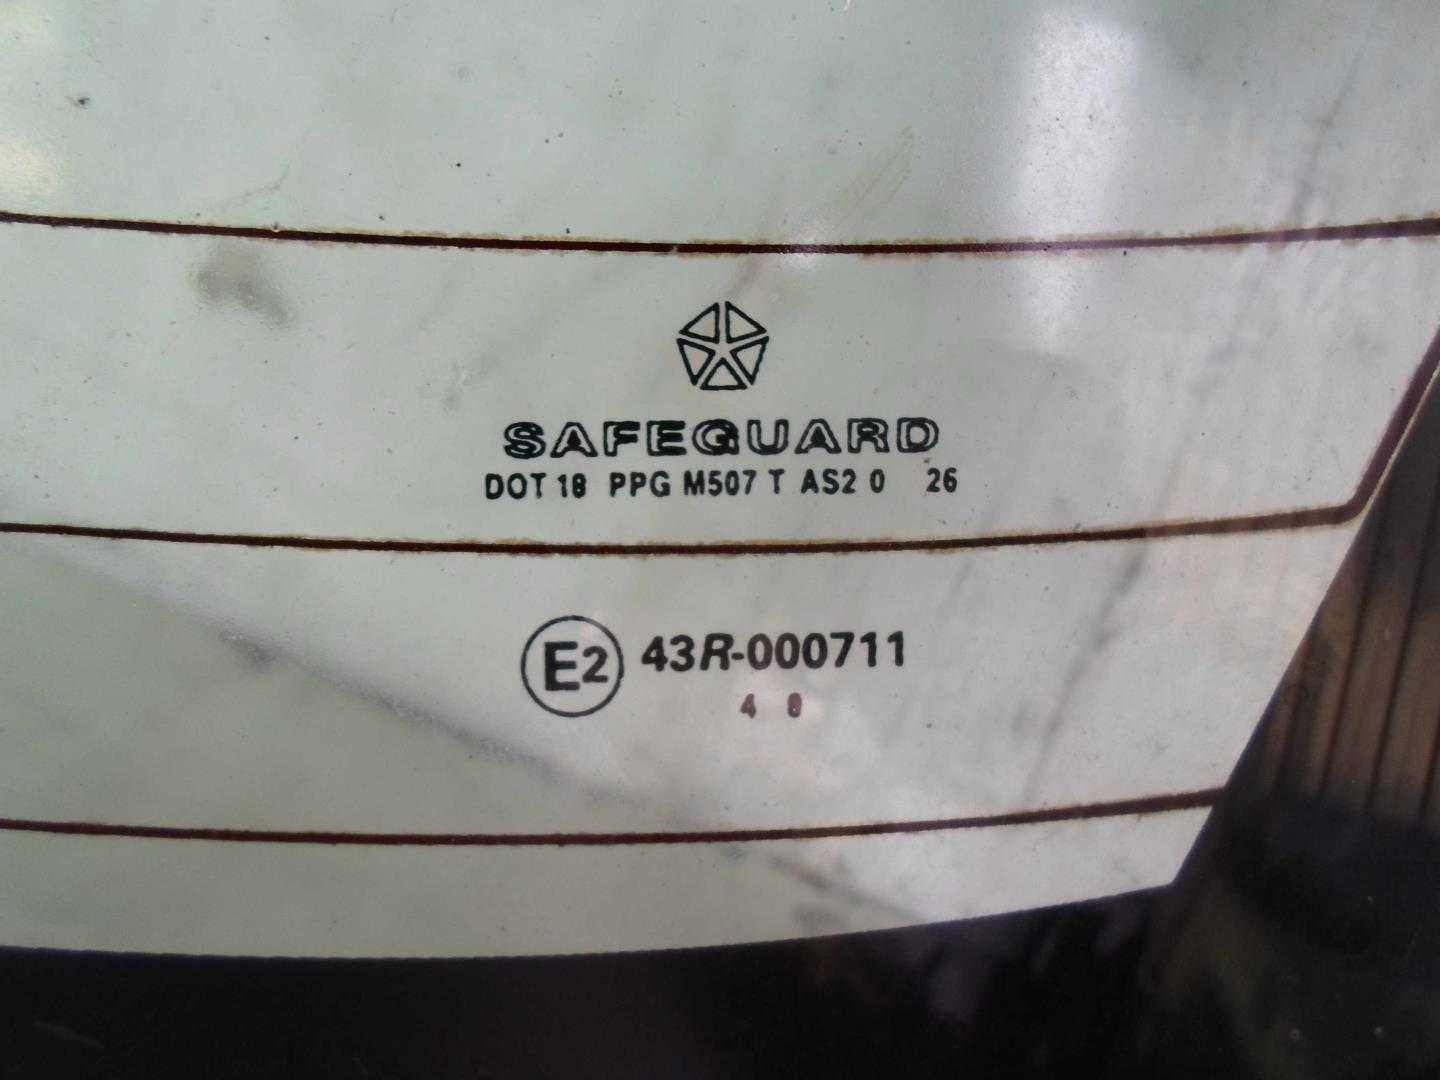 SAFEGUARD
DOT 18 PPG M507 T AS2 0 26
E2 43R-000711
4 8